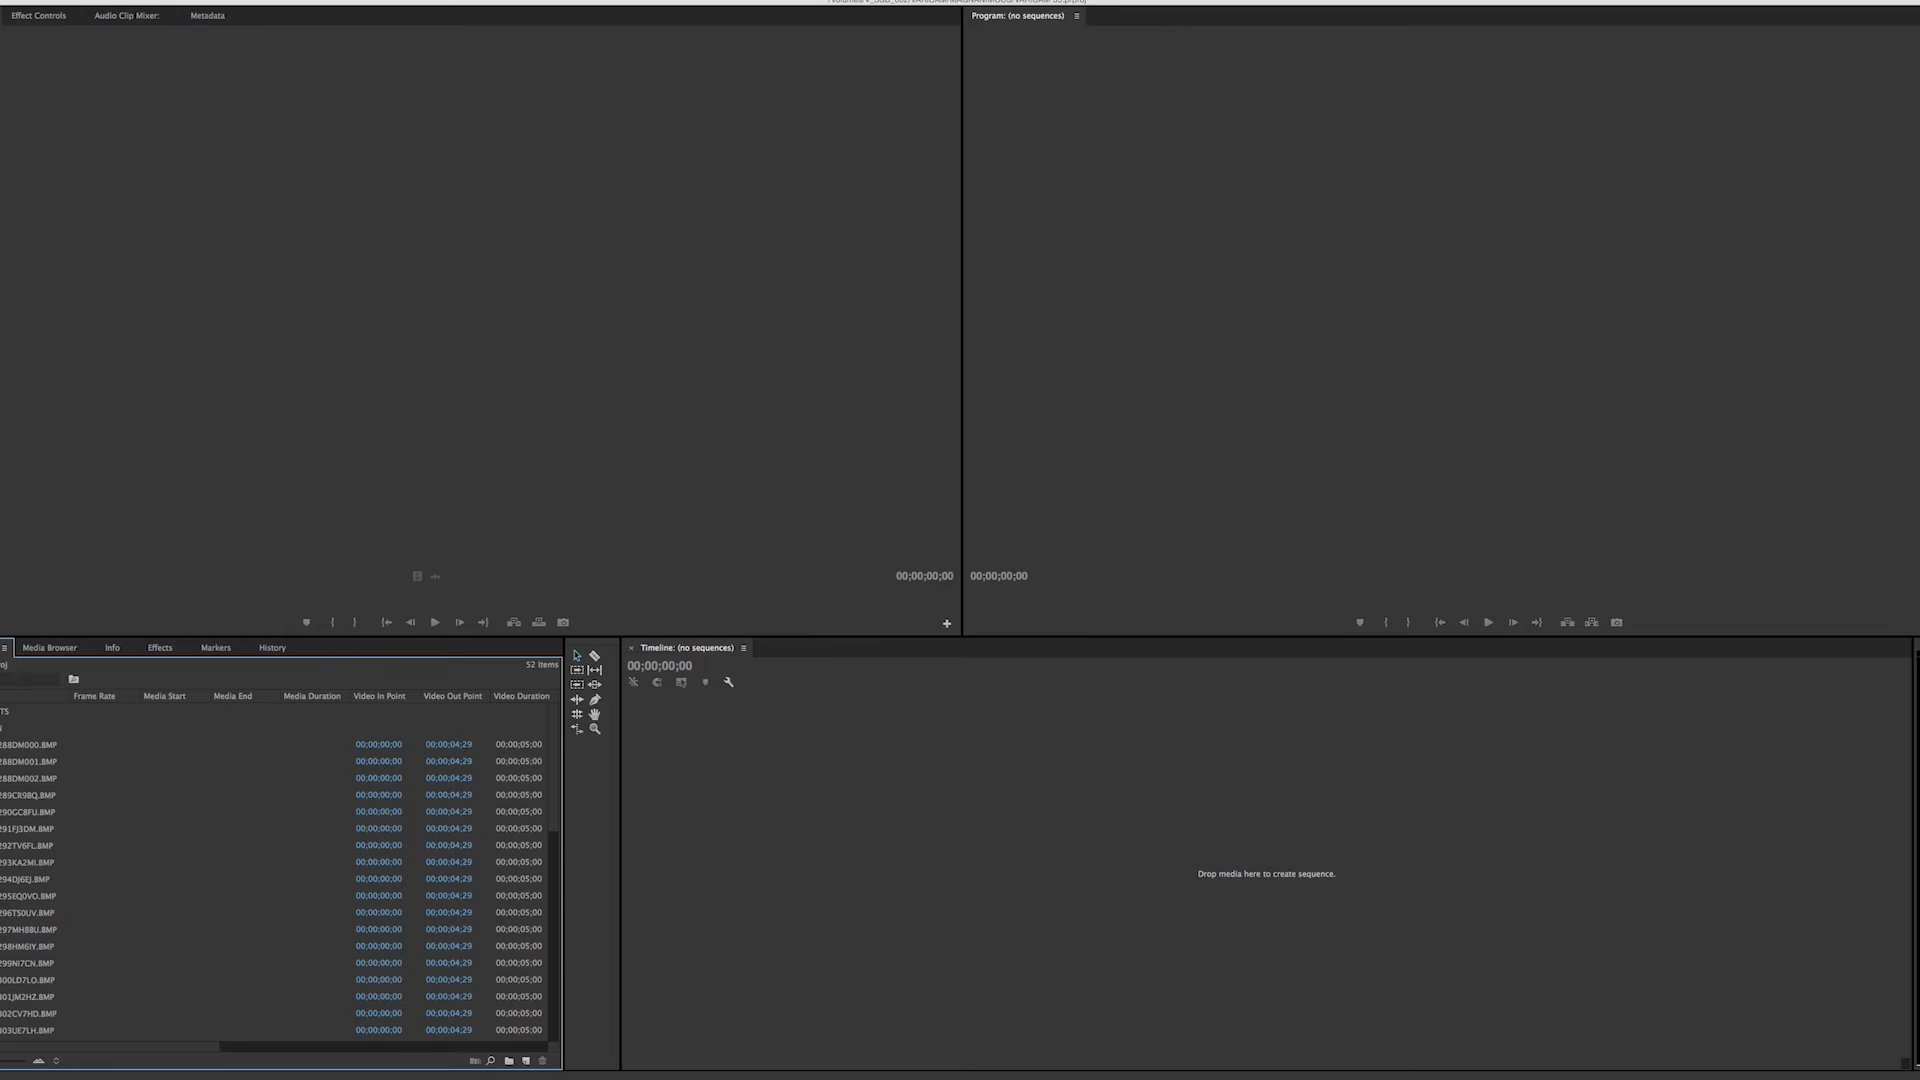 Effect Controls Audio Clip Mixer: Metadata
Program: (no sequences)
00;00;00;00
00;00;00;00
Media Browser Info Effects Markers History
52 Items
Frame Rate Media Start Media End Media Duration Video In Point Video Out Point Video Duration
TS
288DM000.BMP 00;00;00;00 00;00;04;29 00;00;05;00
288DM001.BMP 00;00;00;00 00;00;04;29 00;00;05;00
288DM002.BMP 00;00;00;00 00;00;04;29 00;00;05;00
289CR9BQ.BMP 00;00;00;00 00;00;04;29 00;00;05;00
290GC8FU.BMP 00;00;00;00 00;00;04;29 00;00;05;00
291FJ3DM.BMP 00;00;00;00 00;00;04;29 00;00;05;00
292TV6FL.BMP 00;00;00;00 00;00;04;29 00;00;05;00
293KA2MI.BMP 00;00;00;00 00;00;04;29 00;00;05;00
294DJ6EJ.BMP 00;00;00;00 00;00;04;29 00;00;05;00
295EQ0VO.BMP 00;00;00;00 00;00;04;29 00;00;05;00
296TS0UV.BMP 00;00;00;00 00;00;04;29 00;00;05;00
297MH88U.BMP 00;00;00;00 00;00;04;29 00;00;05;00
298HM6IY.BMP 00;00;00;00 00;00;04;29 00;00;05;00
299NI7CN.BMP 00;00;00;00 00;00;04;29 00;00;05;00
300LD7LO.BMP 00;00;00;00 00;00;04;29 00;00;05;00
301JM2HZ.BMP 00;00;00;00 00;00;04;29 00;00;05;00
302CV7HD.BMP 00;00;00;00 00;00;04;29 00;00;05;00
303UE7LH.BMP 00;00;00;00 00;00;04;29 00;00;05;00
Timeline: (no sequences)
00;00;00;00
Drop media here to create sequence.